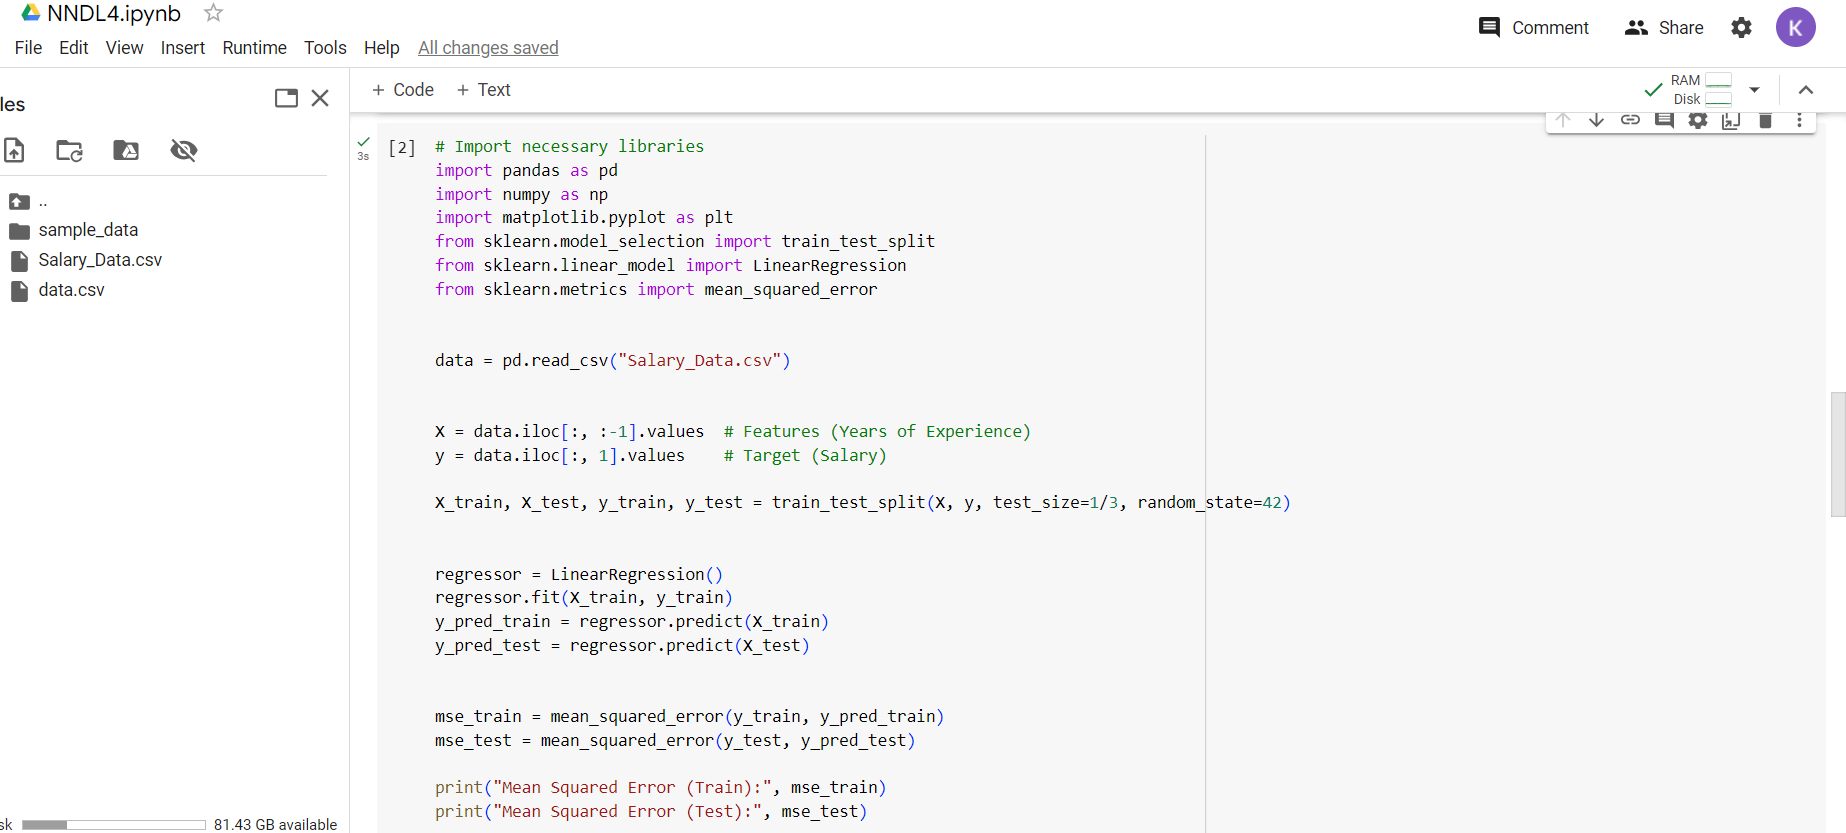 NNDL4.ipynb
File Edit View Insert Runtime Tools Help All changes saved
Comment Share K
les
+ Code + Text
RAM
Disk
..
sample_data
Salary_Data.csv
data.csv
81.43 GB available
3s
[2] # Import necessary libraries
import pandas as pd
import numpy as np
import matplotlib.pyplot as plt
from sklearn.model_selection import train_test_split
from sklearn.linear_model import LinearRegression
from sklearn.metrics import mean_squared_error
data = pd.read_csv("Salary_Data.csv")
X = data.iloc[:, :-1].values # Features (Years of Experience)
y = data.iloc[:, 1].values # Target (Salary)
X_train, X_test, y_train, y_test = train_test_split(X, y, test_size=1/3, random_state=42)
regressor = LinearRegression()
regressor.fit(X_train, y_train)
y_pred_train = regressor.predict(X_train)
y_pred_test = regressor.predict(X_test)
mse_train = mean_squared_error(y_train, y_pred_train)
mse_test = mean_squared_error(y_test, y_pred_test)
print("Mean Squared Error (Train):", mse_train)
print("Mean Squared Error (Test):", mse_test)